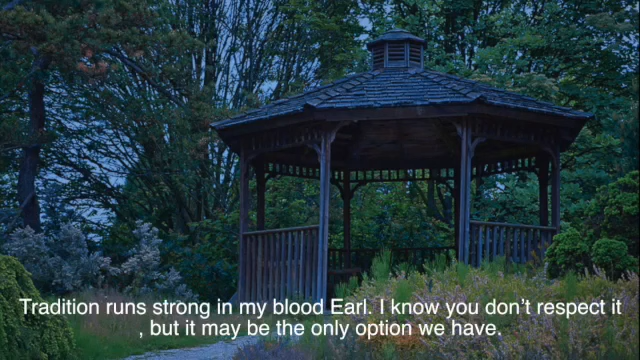 Tradition runs strong in my blood Earl. I know you don't respect it
, but it may be the only option we have.